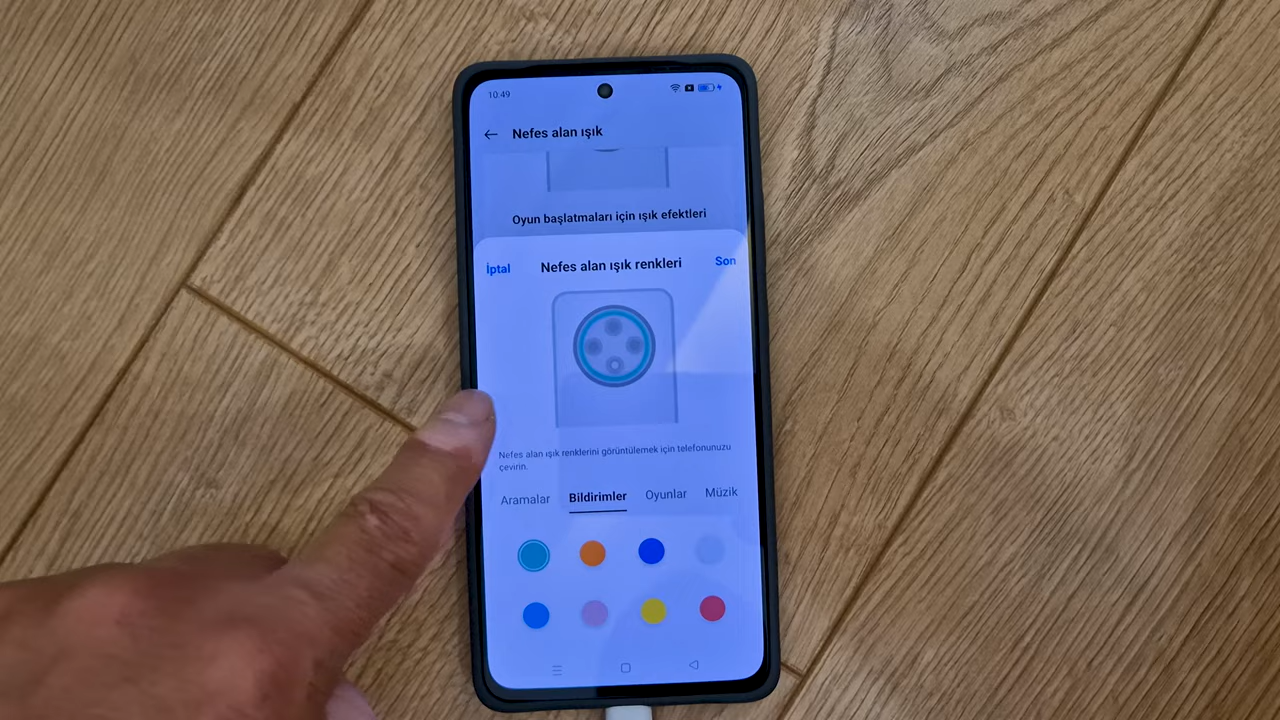 10:49
Nefes alan ışık
Oyun başlatmaları için ışık efektleri
İptal
Nefes alan ışık renkleri
Son
Nefes alan ışık renklerini görüntülemek için telefonunuzu
çevirin.
Aramalar
Bildirimler
Oyunlar
Müzik